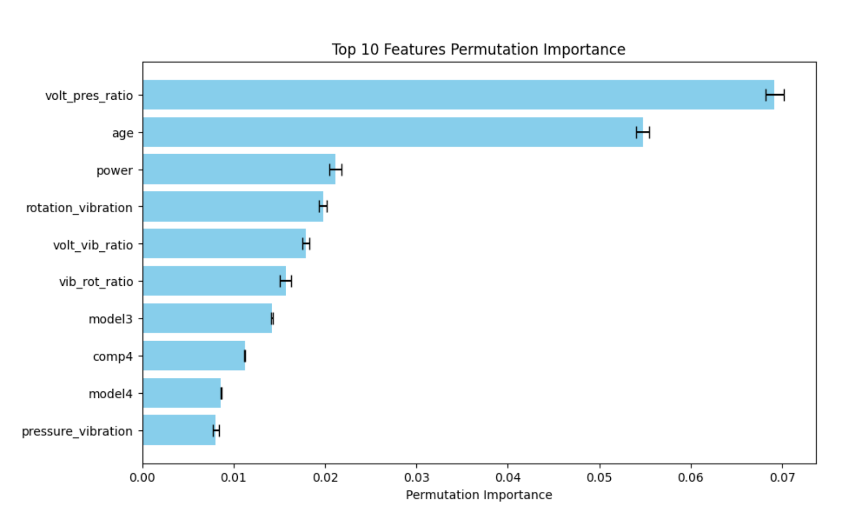 Top 10 Features Permutation Importance
volt_pres_ratio
age
power
rotation_vibration
volt_vib_ratio
vib_rot_ratio
model3
comp4
model4
pressure_vibration
0.00 0.01 0.02 0.03 0.04 0.05 0.06 0.07
Permutation Importance